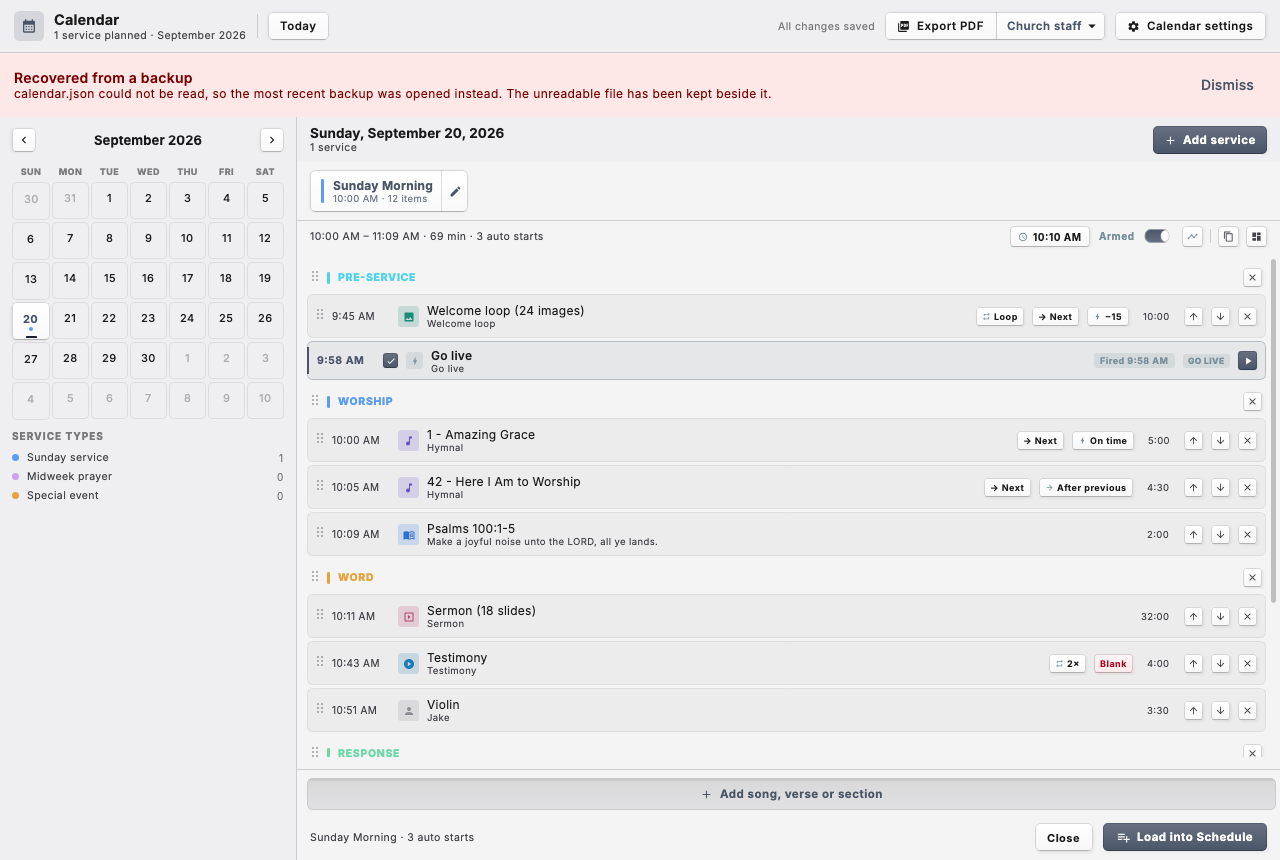 Calendar
1 service planned · September 2026
Today
All changes saved
Export PDF
Church staff
Calendar settings
Recovered from a backup
calendar.json could not be read, so the most recent backup was opened instead. The unreadable file has been kept beside it.
Dismiss
September 2026
SUN MON TUE WED THU FRI SAT
30 31 1 2 3 4 5
6 7 8 9 10 11 12
13 14 15 16 17 18 19
20 21 22 23 24 25 26
27 28 29 30 1 2 3
4 5 6 7 8 9 10
SERVICE TYPES
Sunday service 1
Midweek prayer 0
Special event 0
Sunday, September 20, 2026
1 service
Add service
Sunday Morning
10:00 AM · 12 items
10:00 AM – 11:09 AM · 69 min · 3 auto starts
10:10 AM
Armed
PRE-SERVICE
9:45 AM
Welcome loop (24 images)
Welcome loop
Loop
Next
−15
10:00
9:58 AM
Go live
Go live
Fired 9:58 AM
GO LIVE
WORSHIP
10:00 AM
1 - Amazing Grace
Hymnal
Next
On time
5:00
10:05 AM
42 - Here I Am to Worship
Hymnal
Next
After previous
4:30
10:09 AM
Psalms 100:1-5
Make a joyful noise unto the LORD, all ye lands.
2:00
WORD
10:11 AM
Sermon (18 slides)
Sermon
32:00
10:43 AM
Testimony
Testimony
2×
Blank
4:00
10:51 AM
Violin
Jake
3:30
RESPONSE
Add song, verse or section
Sunday Morning · 3 auto starts
Close
Load into Schedule